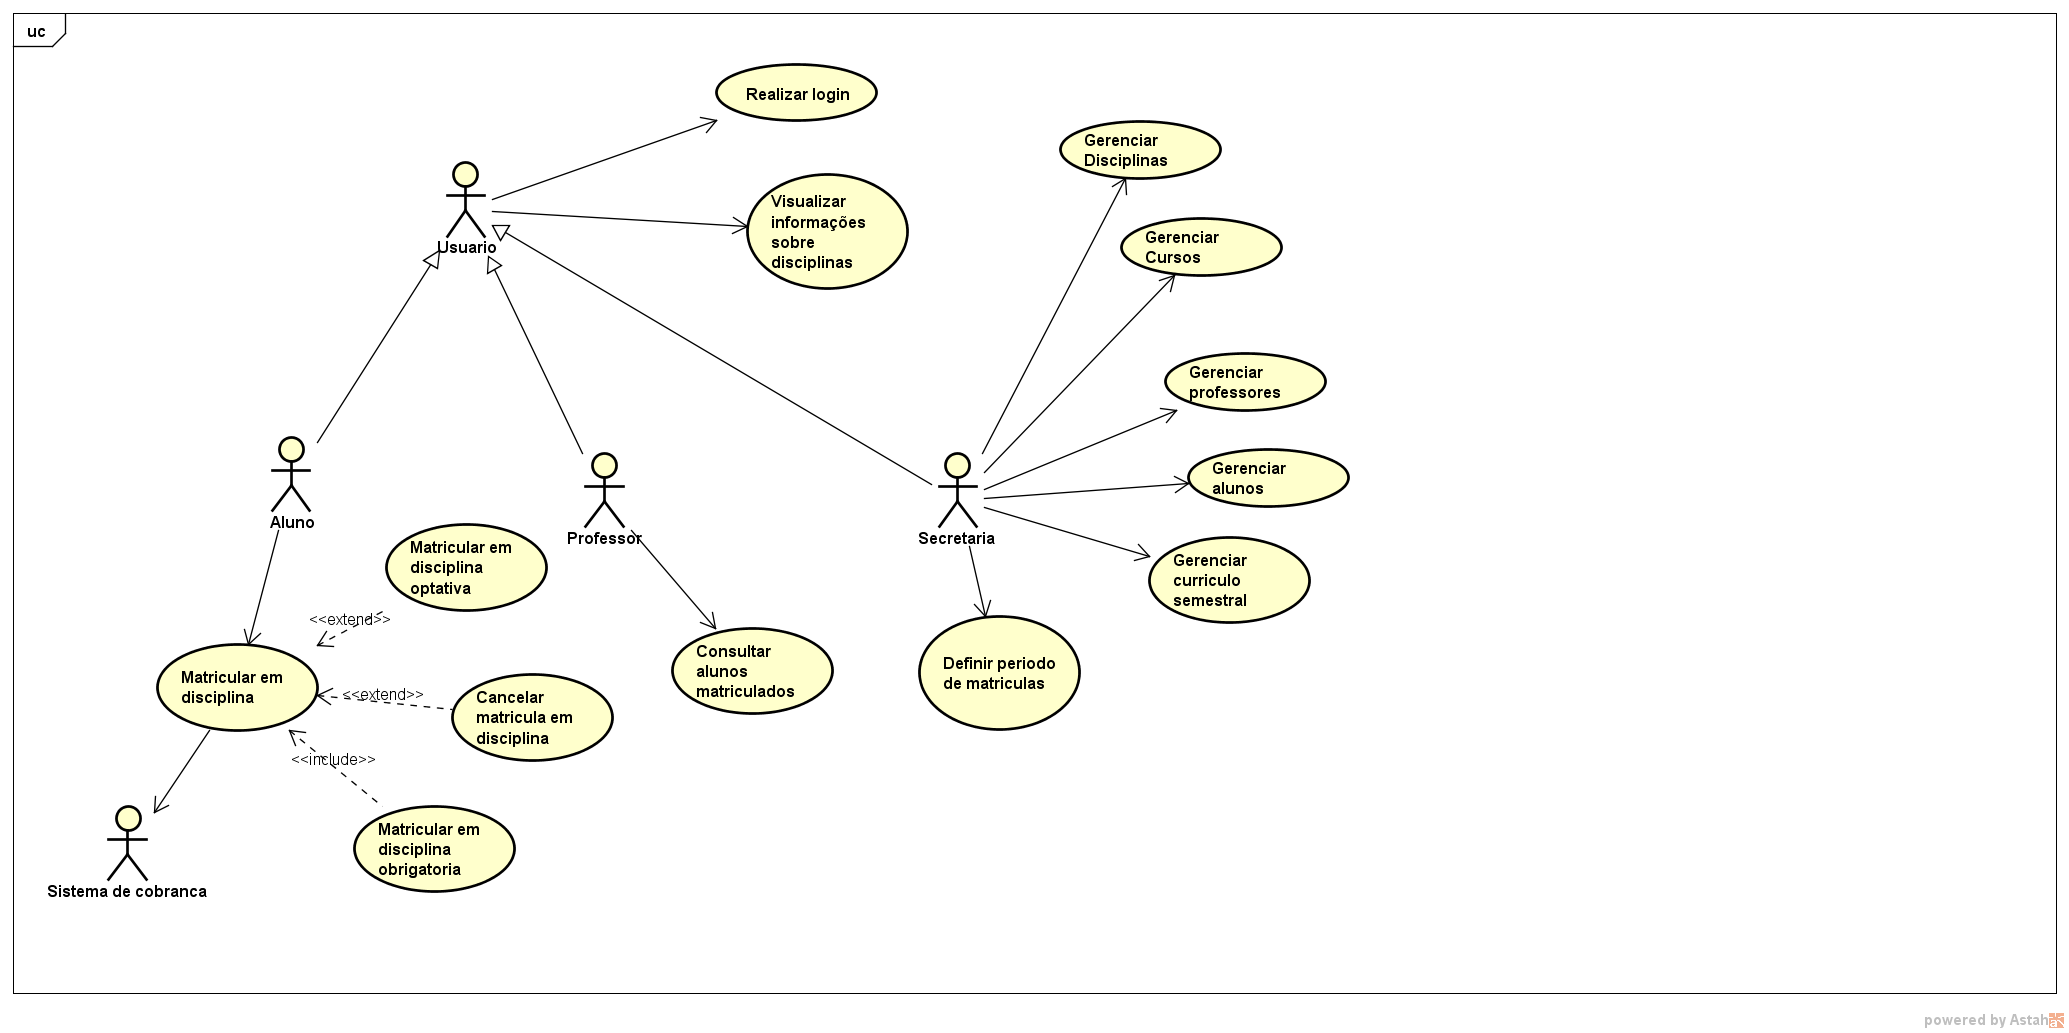 uc
Realizar login
Visualizar
informações
sobre
disciplinas
Usuario
Gerenciar
Disciplinas
Gerenciar
Cursos
Gerenciar
professores
Gerenciar
alunos
Gerenciar
curriculo
semestral
Aluno
Professor
Secretaria
Matricular em
disciplina
optativa
<<extend>>
Matricular em
disciplina
<<extend>>
Cancelar
matricula em
disciplina
Consultar
alunos
matriculados
Definir periodo
de matriculas
<<include>>
Matricular em
disciplina
obrigatoria
Sistema de cobranca
powered by Astah